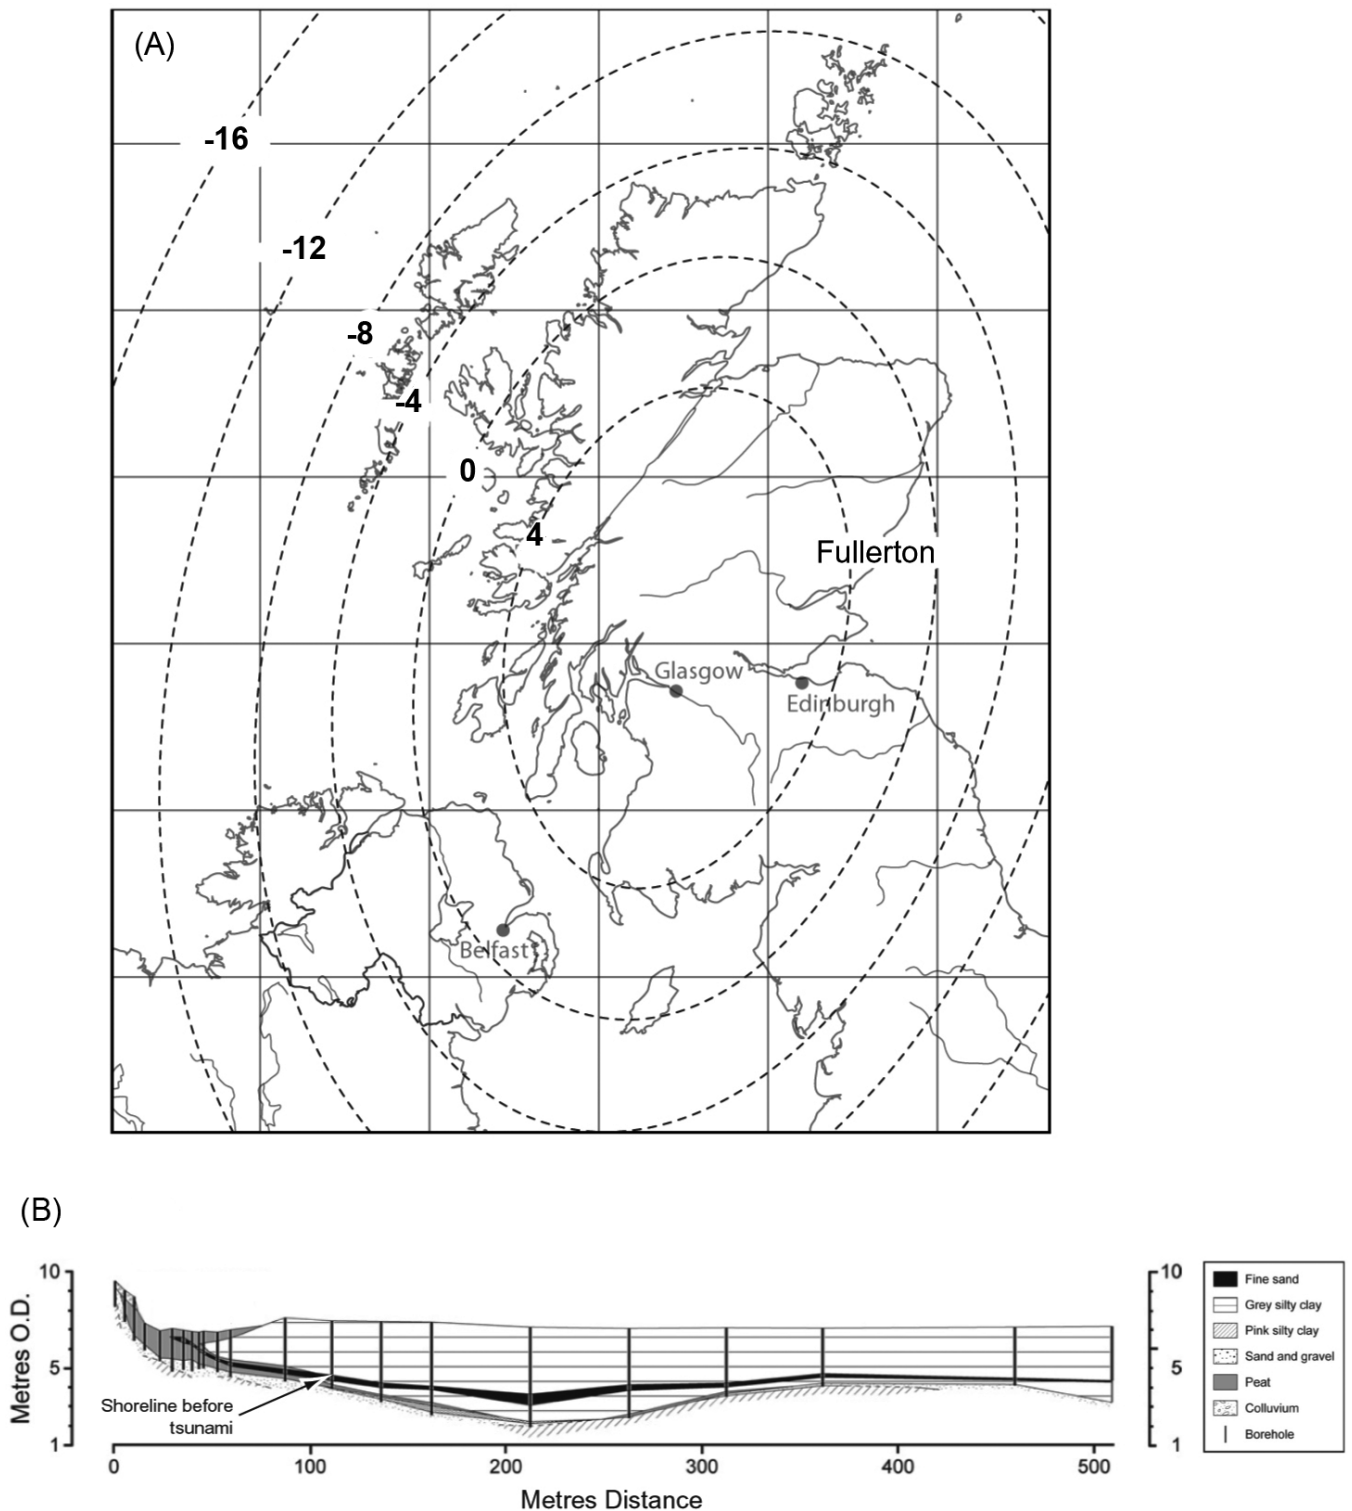 (A)
-16
-12
-8
-4
0
4
Fullerton
Glasgow
Edinburgh
Belfast
(B)
10
5
1
Metres O.D.
Shoreline before
tsunami
0
100
200
300
400
500
Metres Distance
10
5
1
Fine sand
Grey silty clay
Pink silty clay
Sand and gravel
Peat
Colluvium
Borehole